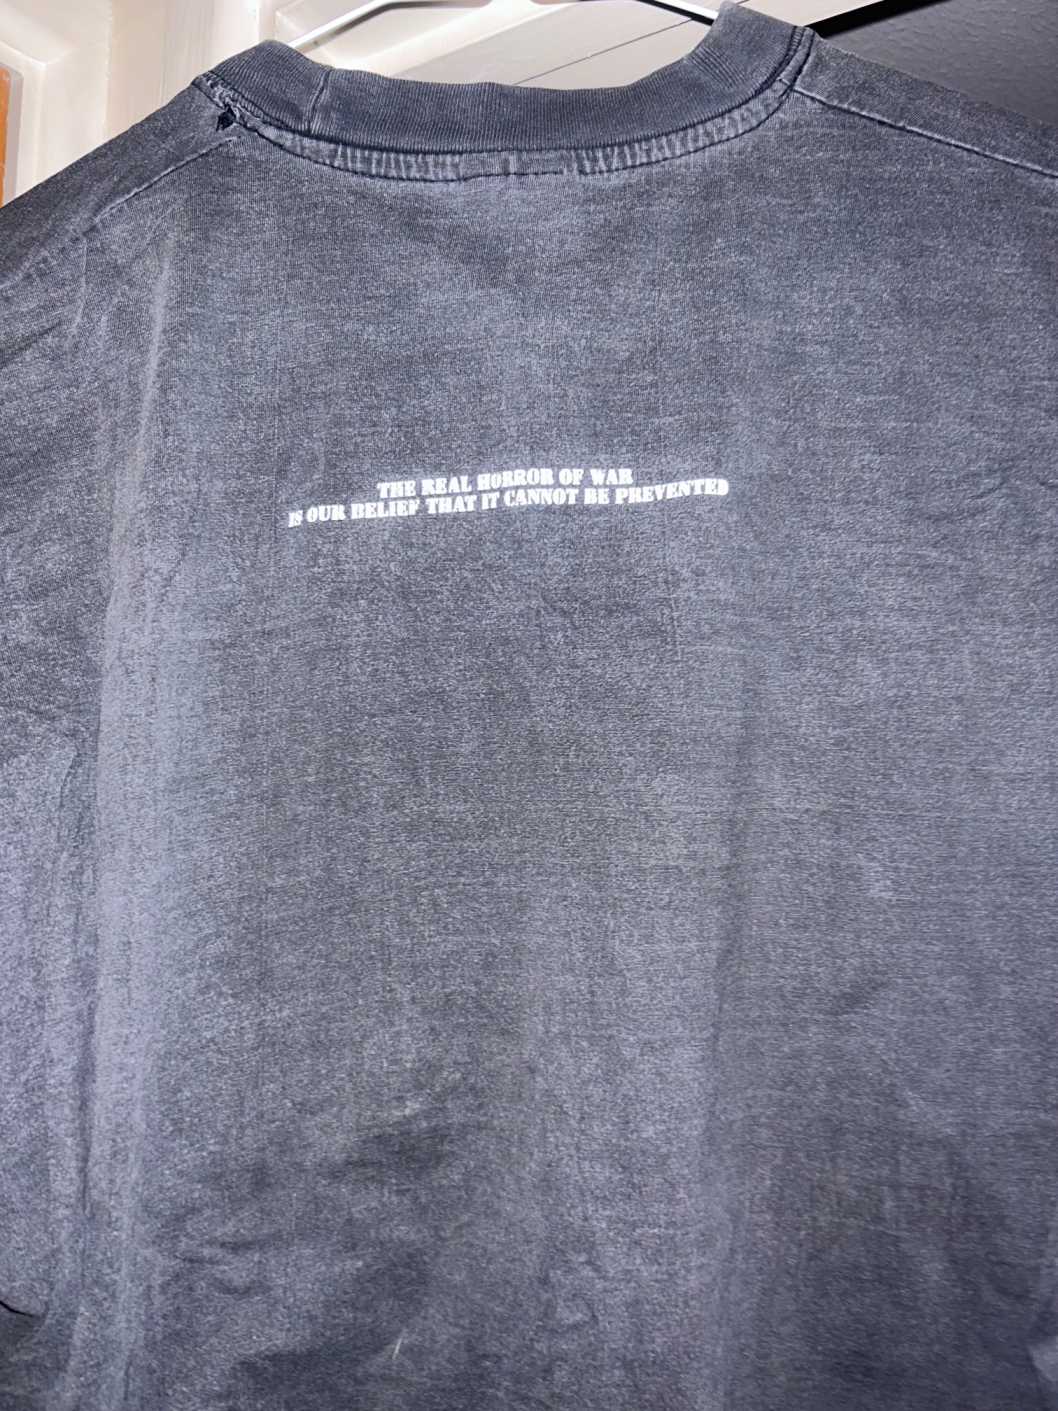 THE REAL HORROR OF WAR
IS OUR BELIEF THAT IT CANNOT BE PREVENTED